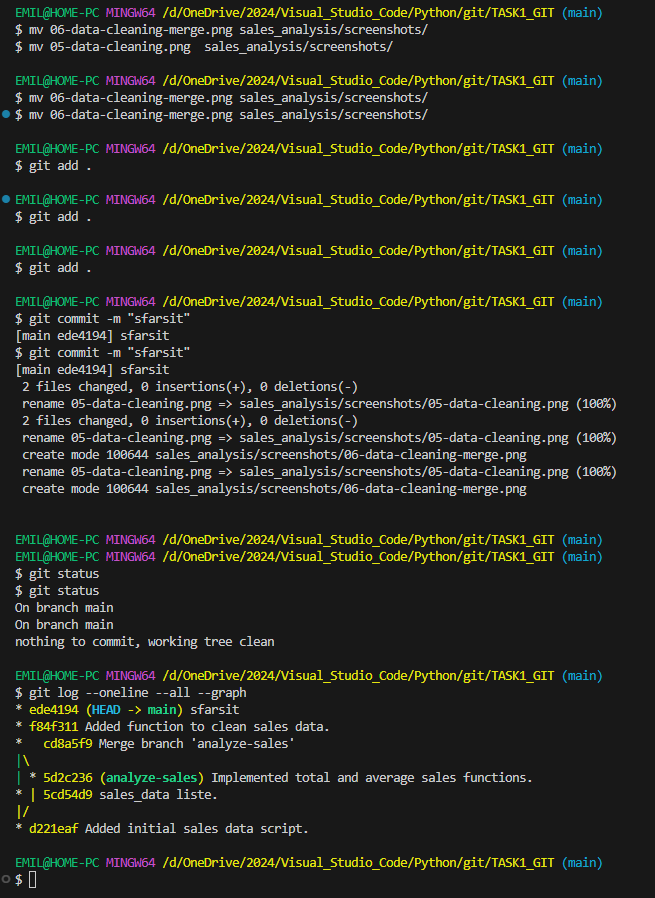 EMIL@HOME-PC MINGW64 /d/OneDrive/2024/Visual_Studio_Code/Python/git/TASK1_GIT (main)
$ mv 06-data-cleaning-merge.png sales_analysis/screenshots/
$ mv 05-data-cleaning.png  sales_analysis/screenshots/
EMIL@HOME-PC MINGW64 /d/OneDrive/2024/Visual_Studio_Code/Python/git/TASK1_GIT (main)
$ mv 06-data-cleaning-merge.png sales_analysis/screenshots/
$ mv 06-data-cleaning-merge.png sales_analysis/screenshots/
EMIL@HOME-PC MINGW64 /d/OneDrive/2024/Visual_Studio_Code/Python/git/TASK1_GIT (main)
$ git add .
EMIL@HOME-PC MINGW64 /d/OneDrive/2024/Visual_Studio_Code/Python/git/TASK1_GIT (main)
$ git add .
EMIL@HOME-PC MINGW64 /d/OneDrive/2024/Visual_Studio_Code/Python/git/TASK1_GIT (main)
$ git add .
EMIL@HOME-PC MINGW64 /d/OneDrive/2024/Visual_Studio_Code/Python/git/TASK1_GIT (main)
$ git commit -m "sfarsit"
[main ede4194] sfarsit
$ git commit -m "sfarsit"
[main ede4194] sfarsit
 2 files changed, 0 insertions(+), 0 deletions(-)
 rename 05-data-cleaning.png => sales_analysis/screenshots/05-data-cleaning.png (100%)
 2 files changed, 0 insertions(+), 0 deletions(-)
 rename 05-data-cleaning.png => sales_analysis/screenshots/05-data-cleaning.png (100%)
 create mode 100644 sales_analysis/screenshots/06-data-cleaning-merge.png
 rename 05-data-cleaning.png => sales_analysis/screenshots/05-data-cleaning.png (100%)
 create mode 100644 sales_analysis/screenshots/06-data-cleaning-merge.png
EMIL@HOME-PC MINGW64 /d/OneDrive/2024/Visual_Studio_Code/Python/git/TASK1_GIT (main)
EMIL@HOME-PC MINGW64 /d/OneDrive/2024/Visual_Studio_Code/Python/git/TASK1_GIT (main)
$ git status
$ git status
On branch main
On branch main
nothing to commit, working tree clean
EMIL@HOME-PC MINGW64 /d/OneDrive/2024/Visual_Studio_Code/Python/git/TASK1_GIT (main)
$ git log --oneline --all --graph
* ede4194 (HEAD -> main) sfarsit
* f84f311 Added function to clean sales data.
*   cd8a5f9 Merge branch 'analyze-sales'
|\
| * 5d2c236 (analyze-sales) Implemented total and average sales functions.
* | 5cd54d9 sales_data liste.
|/
* d221eaf Added initial sales data script.
EMIL@HOME-PC MINGW64 /d/OneDrive/2024/Visual_Studio_Code/Python/git/TASK1_GIT (main)
$